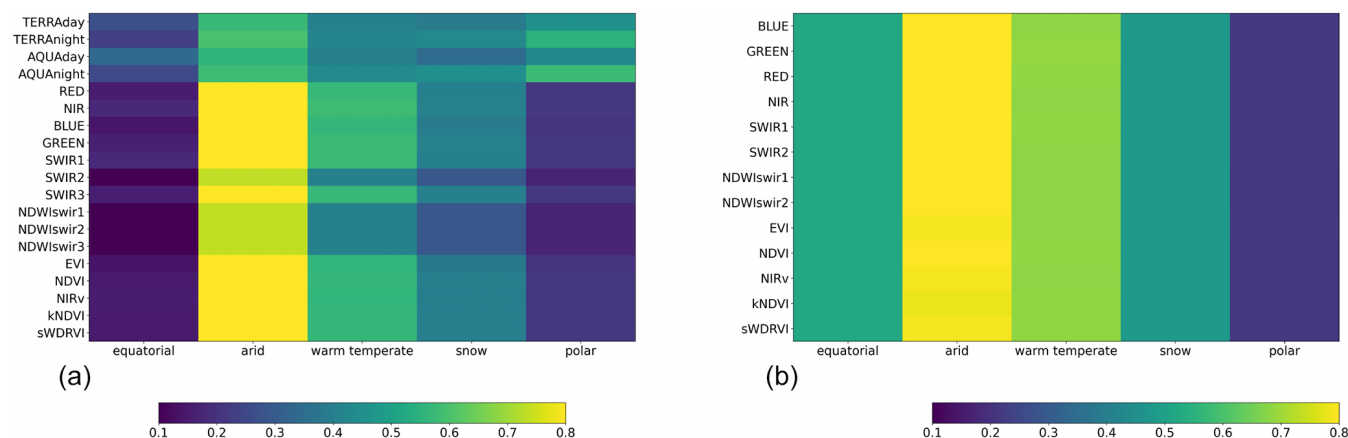 TERRAday
TERRAnight
AQUAday
AQUAnight
RED
NIR
BLUE
GREEN
SWIR1
SWIR2
SWIR3
NDWIswir1
NDWIswir2
NDWIswir3
EVI
NDVI
NIRv
kNDVI
sWDRVI
equatorial arid warm temperate snow polar
(a)
0.1 0.2 0.3 0.4 0.5 0.6 0.7 0.8
BLUE
GREEN
RED
NIR
SWIR1
SWIR2
NDWIswir1
NDWIswir2
EVI
NDVI
NIRv
kNDVI
sWDRVI
equatorial arid warm temperate snow polar
(b)
0.1 0.2 0.3 0.4 0.5 0.6 0.7 0.8